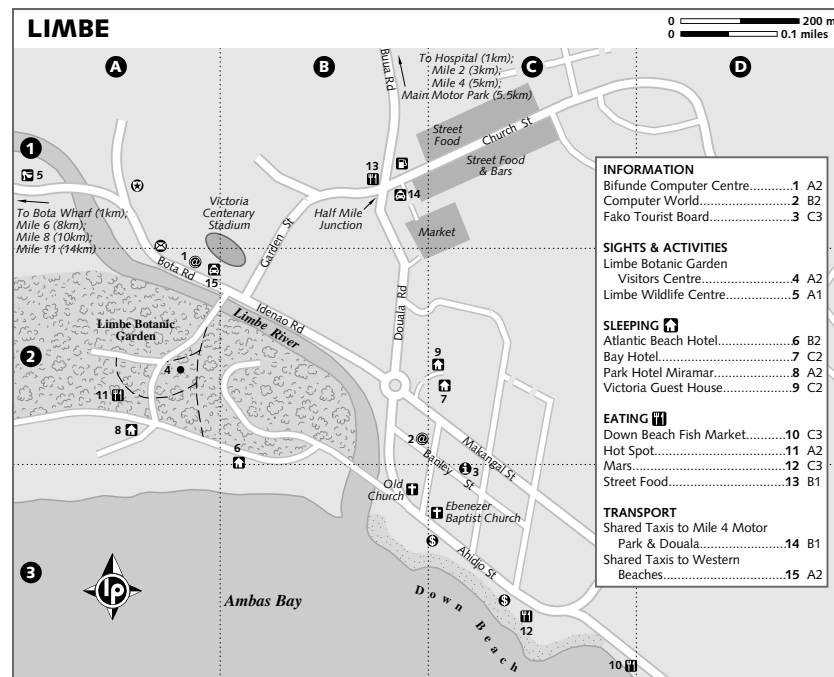 LIMBE
0 200 m
0 0.1 miles
A
B
C
D
1
2
3
Buua Rd
To Hospital (1km);
Mile 2 (3km);
Mile 4 (5km);
Main Motor Park (5.5km)
Street
Food
Church St
Street Food
& Bars
13
14
5
To Bota Wharf (1km);
Mile 6 (8km);
Mile 8 (10km);
Mile 11 (14km)
Victoria
Centenary
Stadium
Half Mile
Junction
Market
Garden St
1 @
Bota Rd
15
Idenao Rd
Limbe River
Douala Rd
Limbe Botanic
Garden
4
11
8
6
9
7
2 @
Makangal St
Banley St
i 3
Old
Church
Ebenezer
Baptist Church
$
Ahidjo St
$
12
10
Down Beach
Ambas Bay
lp
INFORMATION
Bifunde Computer Centre............1 A2
Computer World.........................2 B2
Fako Tourist Board......................3 C3
SIGHTS & ACTIVITIES
Limbe Botanic Garden
Visitors Centre........................4 A2
Limbe Wildlife Centre..................5 A1
SLEEPING
Atlantic Beach Hotel....................6 B2
Bay Hotel....................................7 C2
Park Hotel Miramar.....................8 A2
Victoria Guest House...................9 C2
EATING
Down Beach Fish Market...........10 C3
Hot Spot...................................11 A2
Mars.........................................12 C3
Street Food...............................13 B1
TRANSPORT
Shared Taxis to Mile 4 Motor
Park & Douala.......................14 B1
Shared Taxis to Western
Beaches.................................15 A2